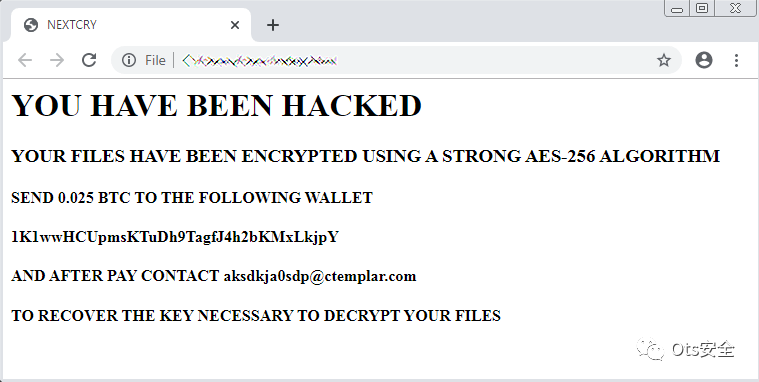 NEXTCRY
File
YOU HAVE BEEN HACKED
YOUR FILES HAVE BEEN ENCRYPTED USING A STRONG AES-256 ALGORITHM
SEND 0.025 BTC TO THE FOLLOWING WALLET
1K1wwHCUpmsKTuDh9TagfJ4h2bKMxLkjpY
AND AFTER PAY CONTACT aksdkja0sdp@ctemplar.com
TO RECOVER THE KEY NECESSARY TO DECRYPT YOUR FILES
Ots安全